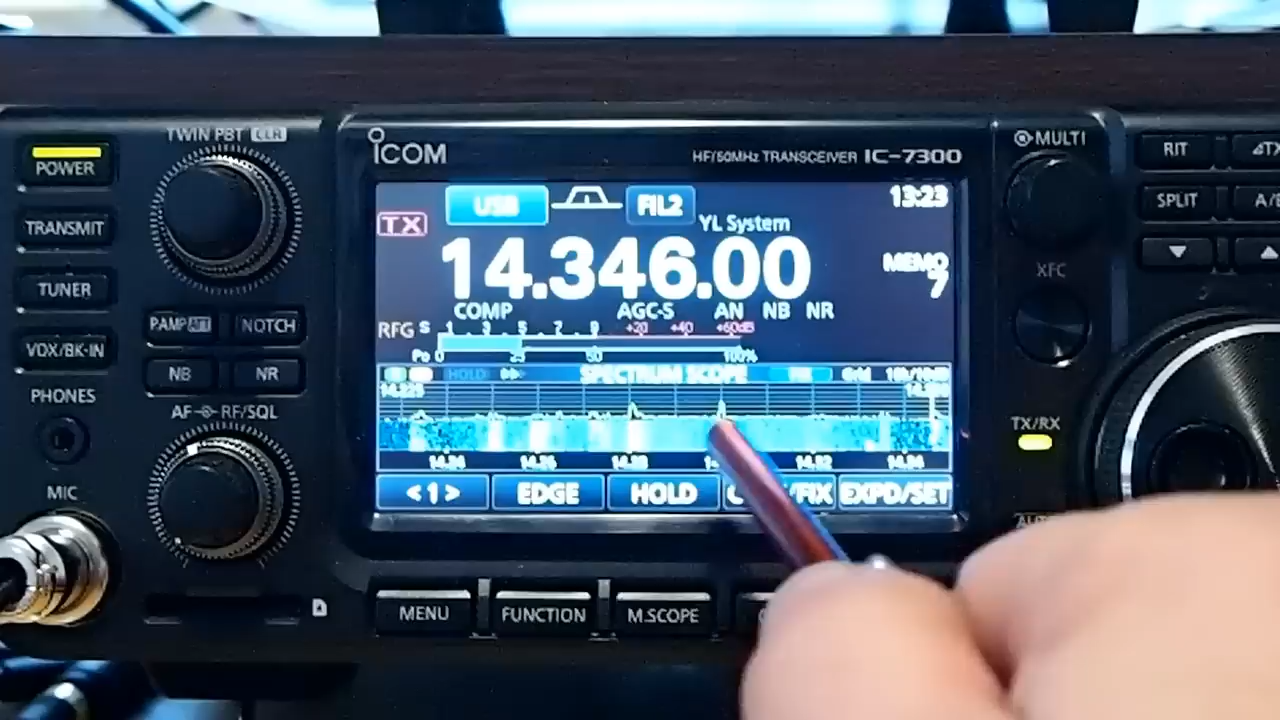 TWIN PBT CLR
POWER
TRANSMIT
TUNER
VOX/BK-IN
PHONES
MIC
P.AMP ATT
NOTCH
NB
NR
AF RF/SQL
ICOM
HF/50MHz TRANSCEIVER IC-7300
USB
FIL2
13:23
TX
YL System
14.346.00
MEMO
7
COMP
AGC-S
AN
NB
NR
RFG
S 1 . 3 . 5 . 7 . 9 +20 +40 +60dB
Po 0 25 50 100%
HOLD
SPECTRUM SCOPE
<1>
EDGE
HOLD
/FIX
EXPD/SET
MENU
FUNCTION
M.SCOPE
MULTI
XFC
TX/RX
RIT
SPLIT